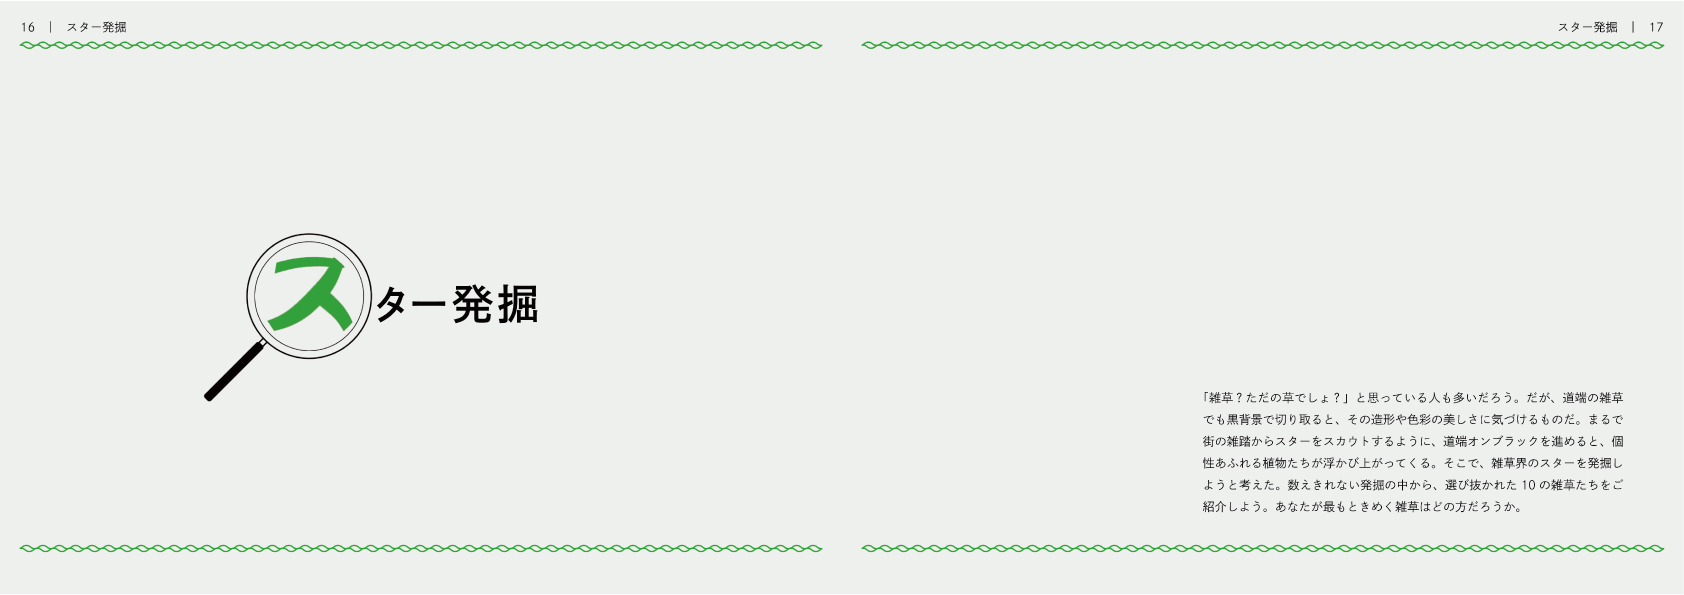 16 | スター発掘
スター発掘 | 17
スター発掘
「雑草？ただの草でしょ？」と思っている人も多いだろう。だが、道端の雑草
でも黒背景で切り取ると、その造形や色彩の美しさに気づけるものだ。まるで
街の雑踏からスターをスカウトするように、道端オンブラックを進めると、個
性あふれる植物たちが浮かび上がってくる。そこで、雑草界のスターを発掘し
ようと考えた。数えきれない発掘の中から、選び抜かれた 10 の雑草たちをご
紹介しよう。あなたが最もときめく雑草はどの方だろうか。